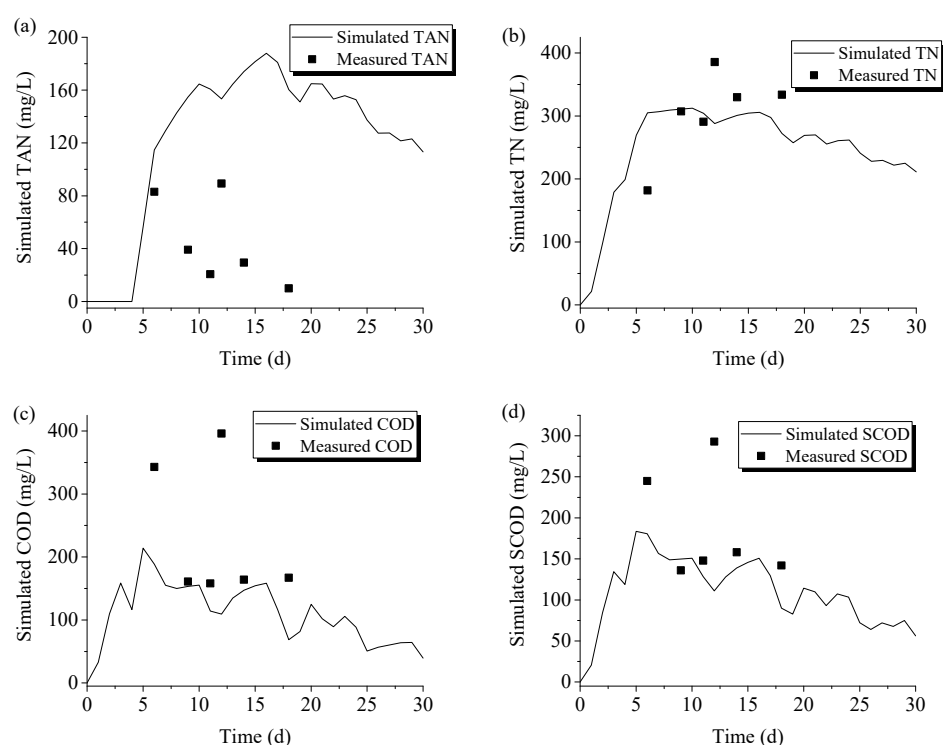 (a)
Simulated TAN
Measured TAN
Simulated TAN (mg/L)
200
160
120
80
40
0
0 5 10 15 20 25 30
Time (d)
(b)
Simulated TN
Measured TN
Simulated TN (mg/L)
400
300
200
100
0
0 5 10 15 20 25 30
Time (d)
(c)
Simulated COD
Measured COD
Simulated COD (mg/L)
400
300
200
100
0
0 5 10 15 20 25 30
Time (d)
(d)
Simulated SCOD
Measured SCOD
Simulated SCOD (mg/L)
300
250
200
150
100
50
0
0 5 10 15 20 25 30
Time (d)